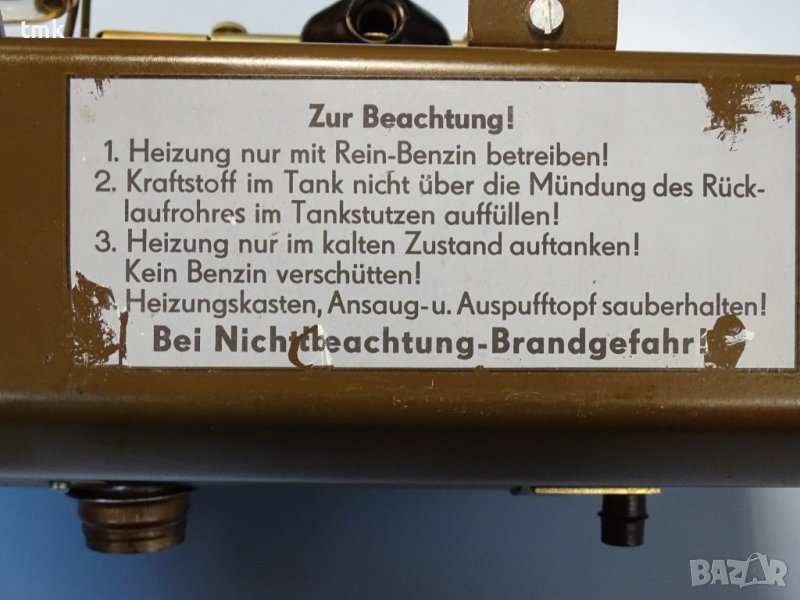 tmk
Zur Beachtung!
1. Heizung nur mit Rein-Benzin betreiben!
2. Kraftstoff im Tank nicht über die Mündung des Rück-
laufrohres im Tankstutzen auffüllen!
3. Heizung nur im kalten Zustand auftanken!
Kein Benzin verschütten!
Heizungskasten, Ansaug-u. Auspufftopf sauberhalten!
Bei Nichtbeachtung-Brandgefahr!
BAZAR